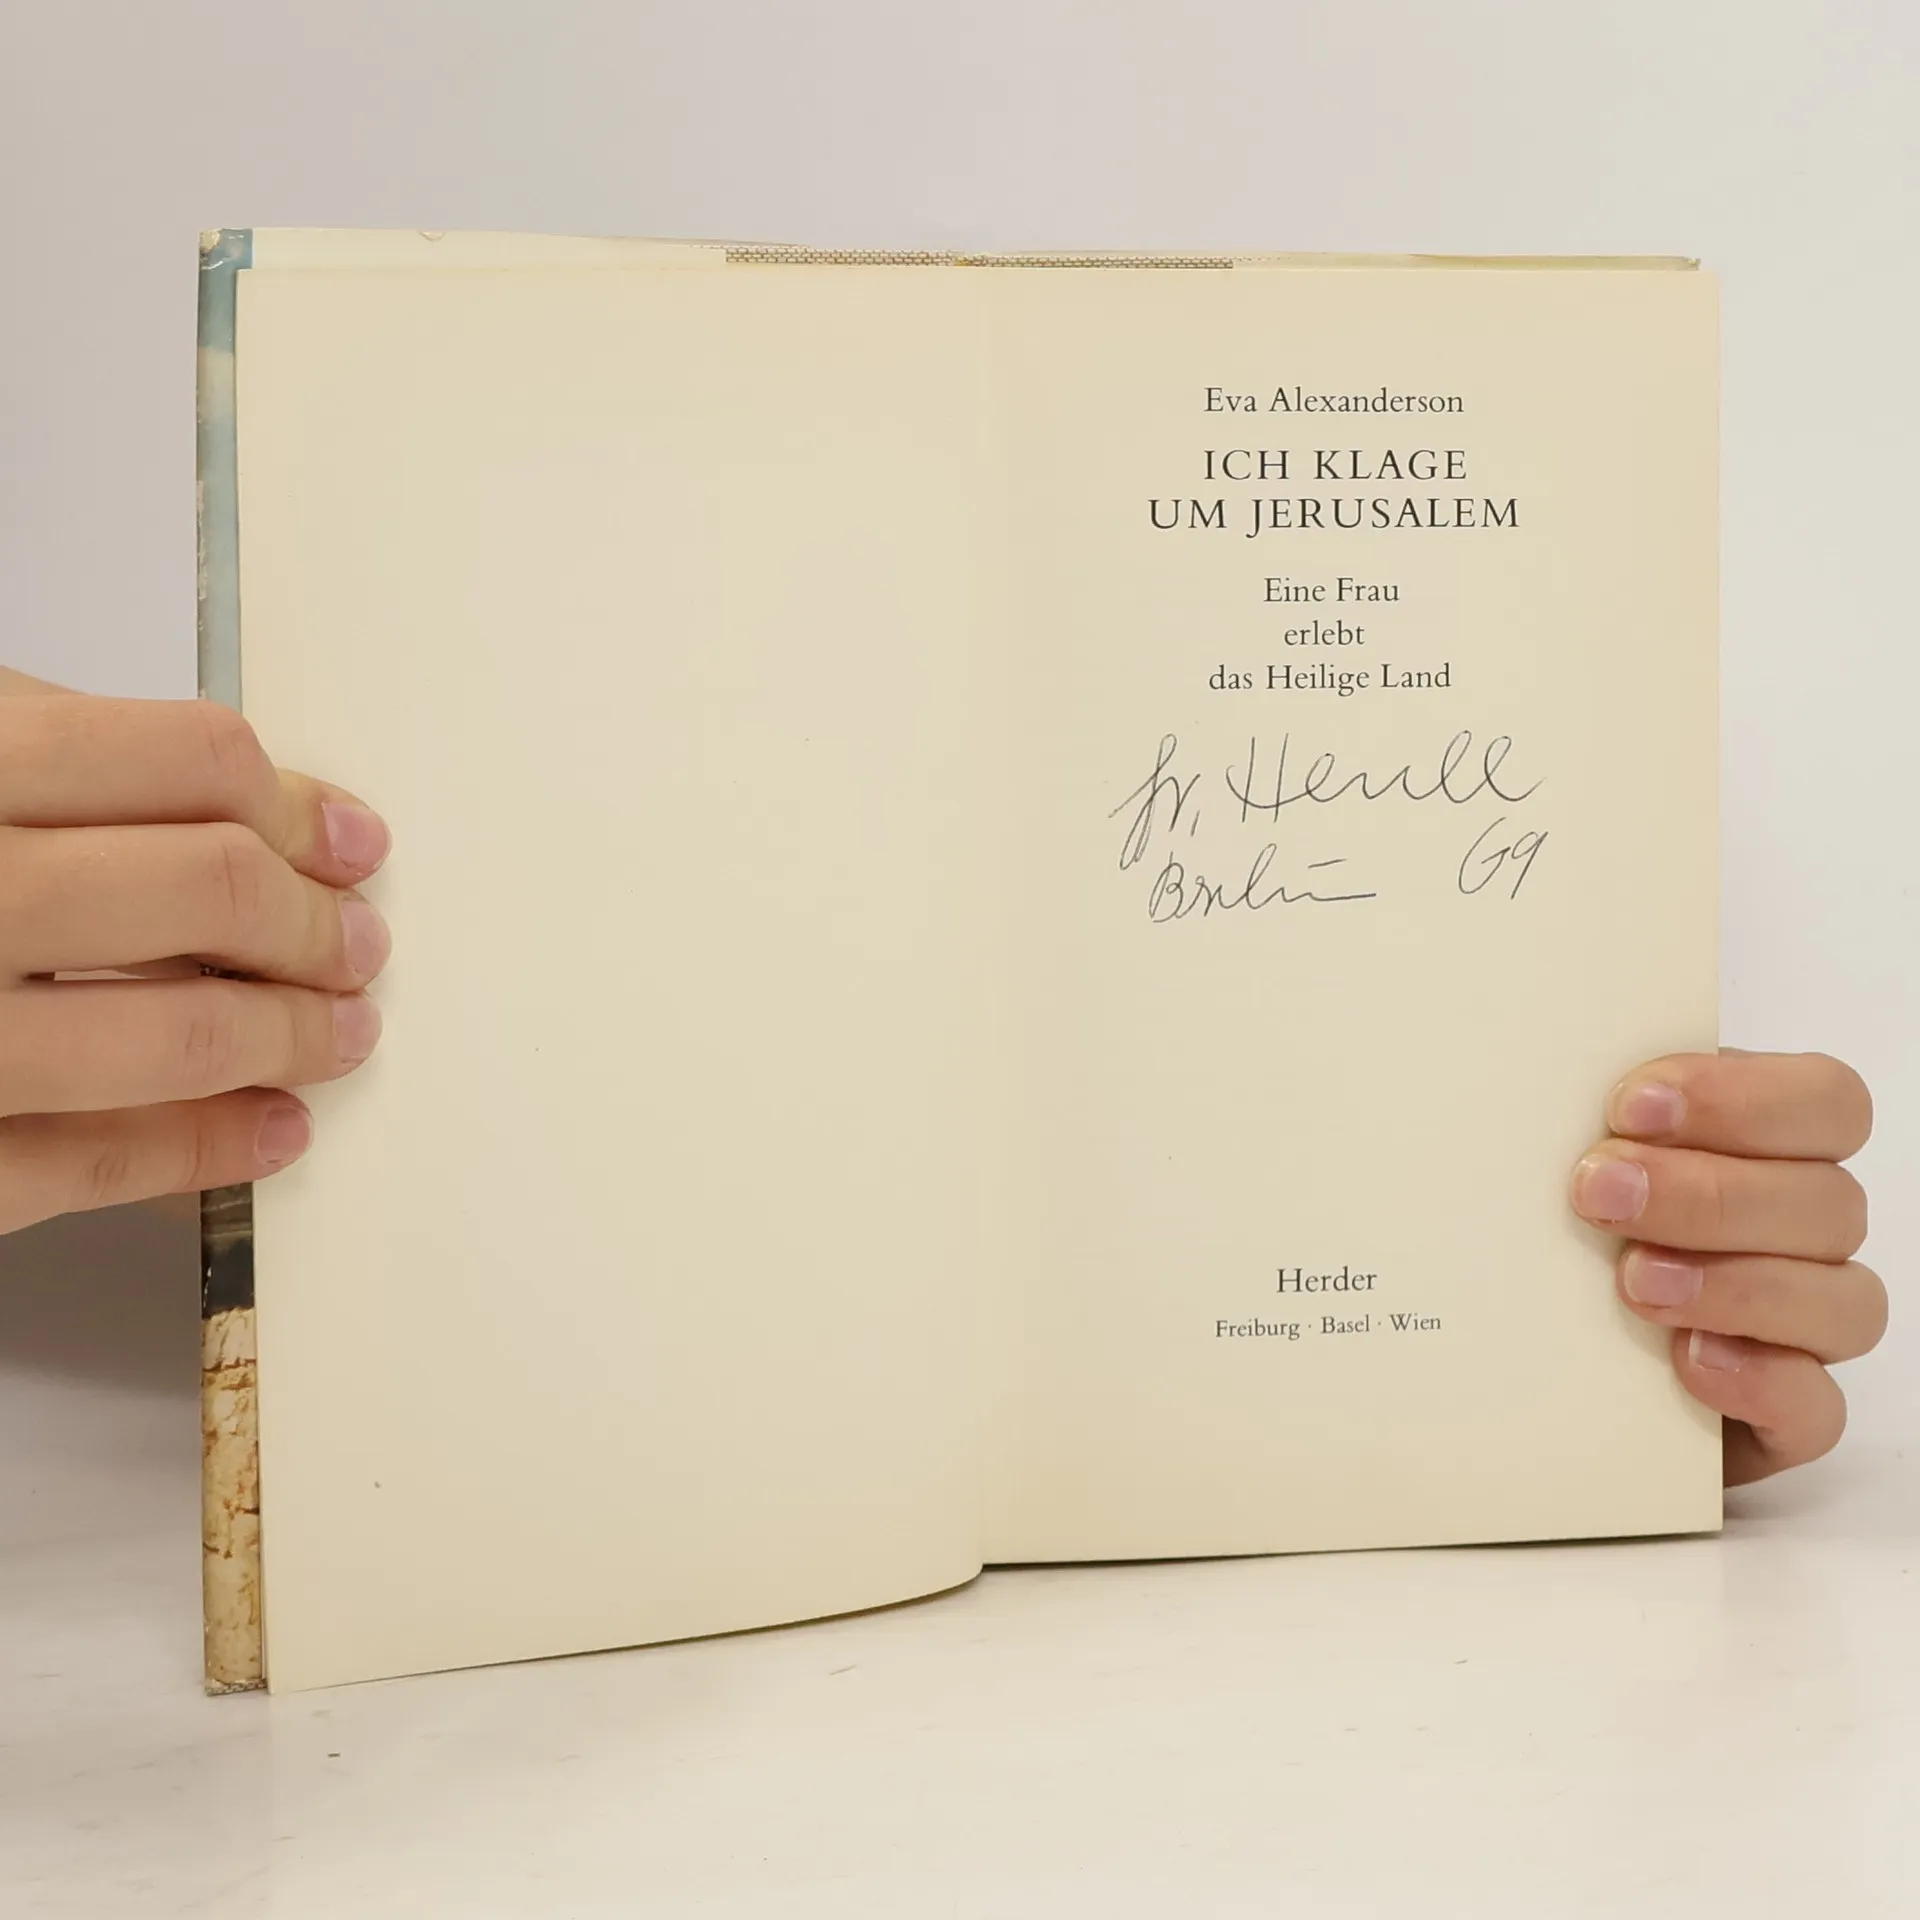 Eva Alexanderson
ICH KLAGE
UM JERUSALEM
Eine Frau
erlebt
das Heilige Land
Berlin 69
Herder
Freiburg · Basel · Wien